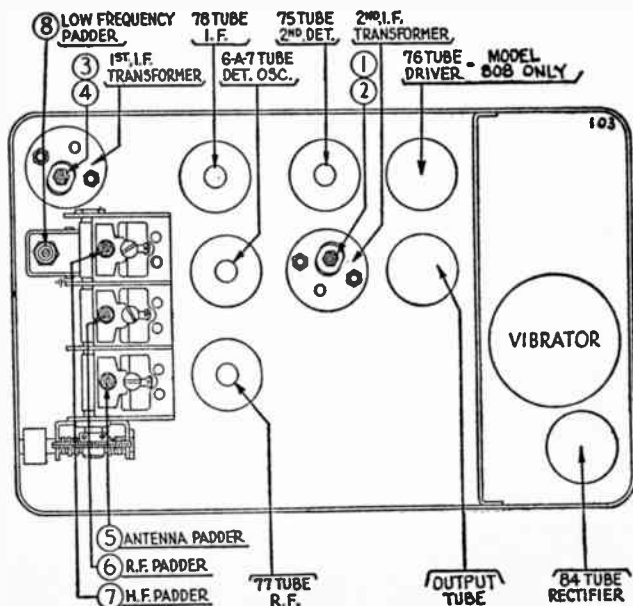 ⑧ LOW FREQUENCY
PADDER
③ 1ST. I.F.
④ TRANSFORMER
78 TUBE
I.F.
6-A-7 TUBE
DET. OSC.
75 TUBE
2ND. DET.
①
②
2ND. I.F.
TRANSFORMER
76 TUBE
DRIVER - MODEL
808 ONLY
103
VIBRATOR
⑤ ANTENNA PADDER
⑥ R.F. PADDER
⑦ H.F. PADDER
77 TUBE
R.F.
OUTPUT
TUBE
84 TUBE
RECTIFIER